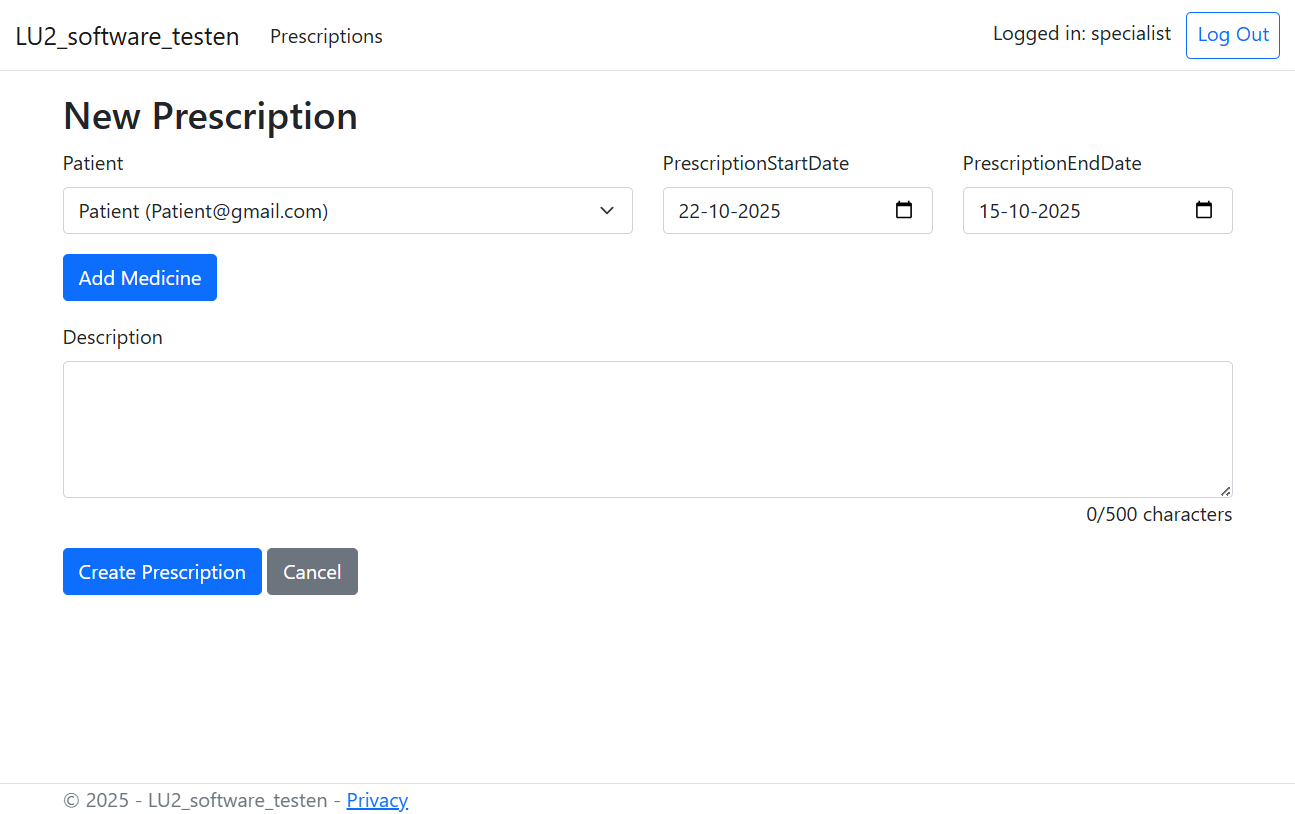 LU2_software_testen Prescriptions Logged in: specialist Log Out
New Prescription
Patient PrescriptionStartDate PrescriptionEndDate
Patient (Patient@gmail.com) 22-10-2025 15-10-2025
Add Medicine
Description
0/500 characters
Create Prescription Cancel
© 2025 - LU2_software_testen - Privacy